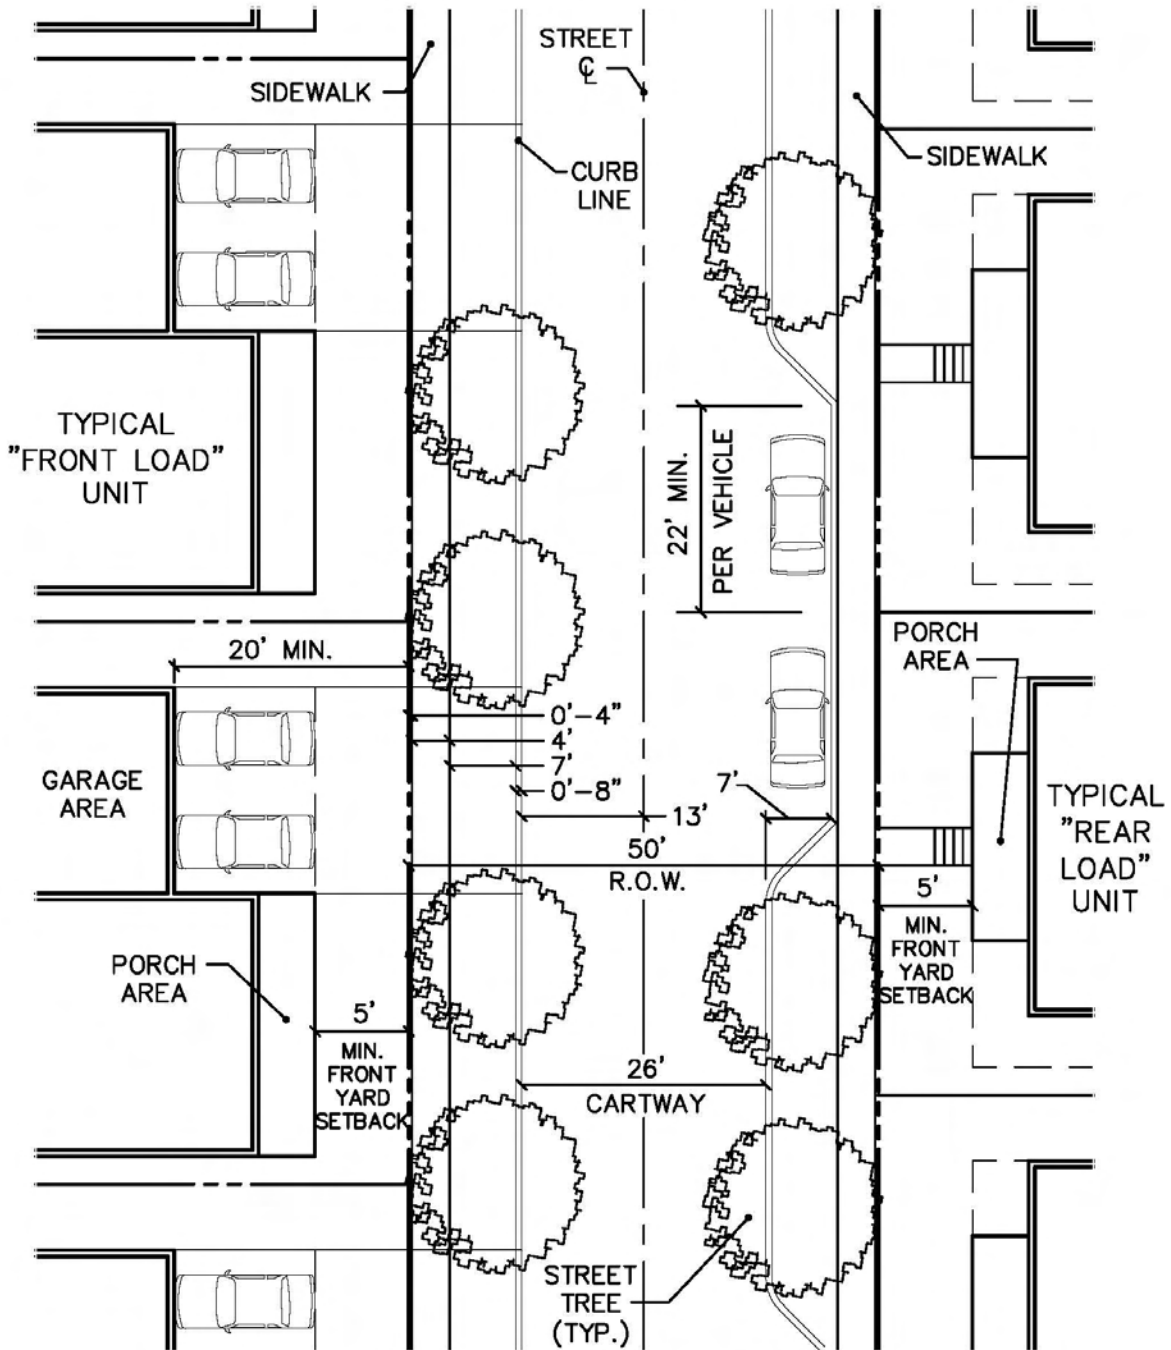 STREET
℄
SIDEWALK
SIDEWALK
CURB
LINE
TYPICAL
"FRONT LOAD"
UNIT
22' MIN.
PER VEHICLE
20' MIN.
PORCH
AREA
0'-4"
4'
7'
0'-8"
13'
7'
GARAGE
AREA
TYPICAL
"REAR
LOAD"
UNIT
50'
R.O.W.
5'
MIN.
FRONT
YARD
SETBACK
PORCH
AREA
5'
MIN.
FRONT
YARD
SETBACK
26'
CARTWAY
STREET
TREE
(TYP.)